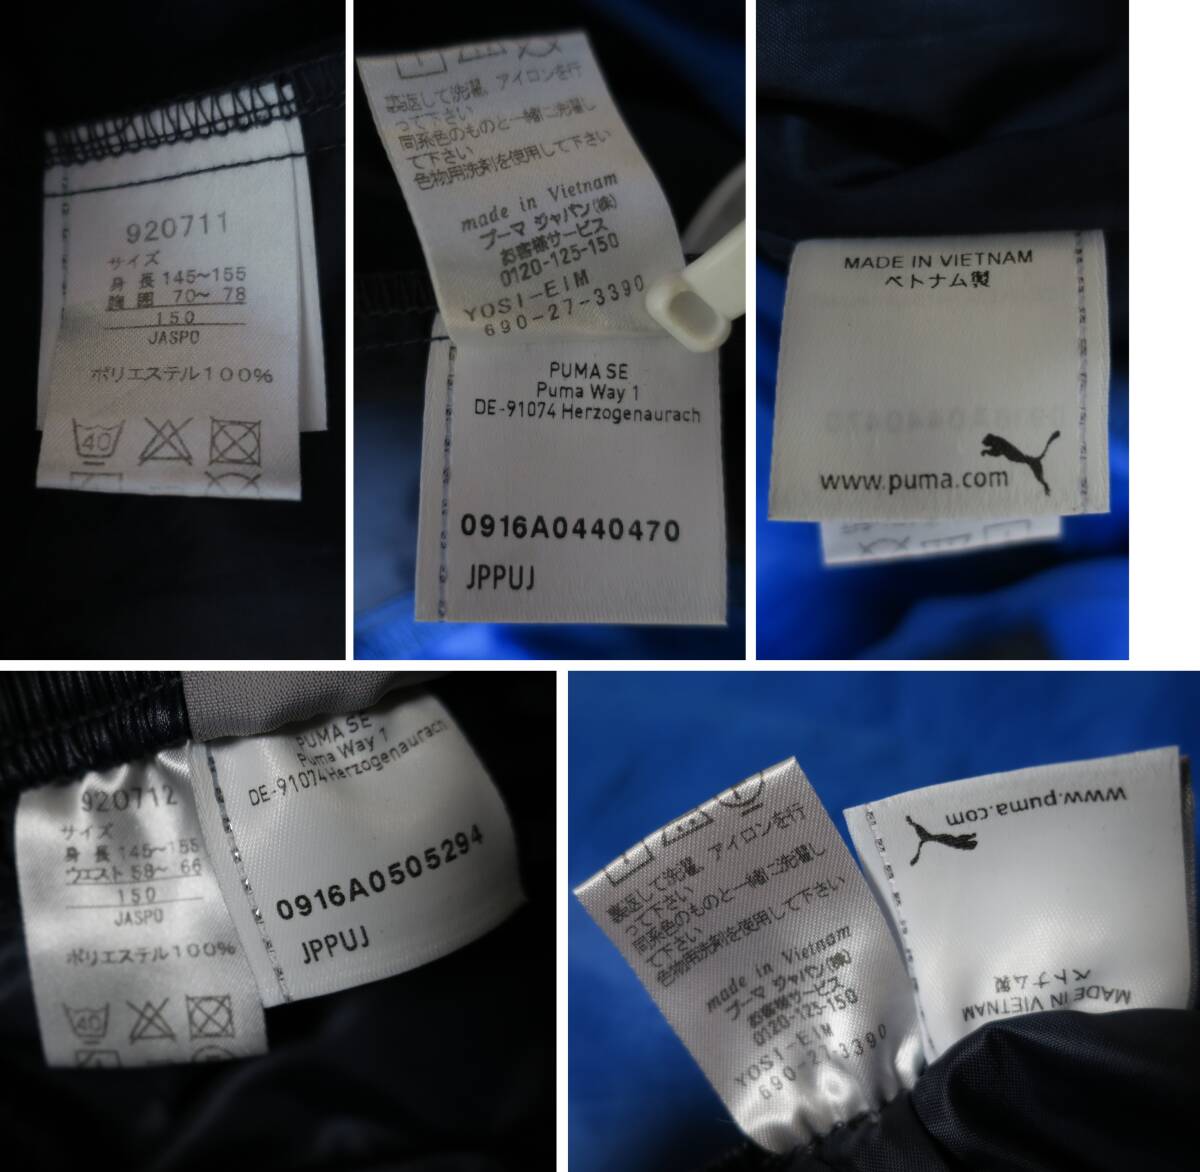 920711
サイズ
身長 145~155
胸囲 70~ 78
150
JASPO
ポリエステル100%
40
裏返して洗濯、アイロンを行
って下さい
同系色のものと一緒に洗濯し
て下さい
色物用洗剤を使用して下さい
made in Vietnam
プーマ ジャパン(株)
お客様サービス
0120-125-150
YOSI-EIM
690-27-3390
PUMA SE
Puma Way 1
DE-91074 Herzogenaurach
0916A0440470
JPPUJ
MADE IN VIETNAM
ベトナム製
www.puma.com
920712
サイズ
身長 145~155
ウエスト 58~ 66
150
JASPO
ポリエステル100%
40
PUMA SE
Puma Way 1
DE-91074 Herzogenaurach
0916A0505294
JPPUJ
裏返して洗濯、アイロンを行
って下さい
同系色のものと一緒に洗濯し
て下さい
色物用洗剤を使用して下さい
made in Vietnam
プーマ ジャパン(株)
お客様サービス
0120-125-150
YOSI-EIM
690-27-3390
www.puma.com
MADE IN VIETNAM
ベトナム製